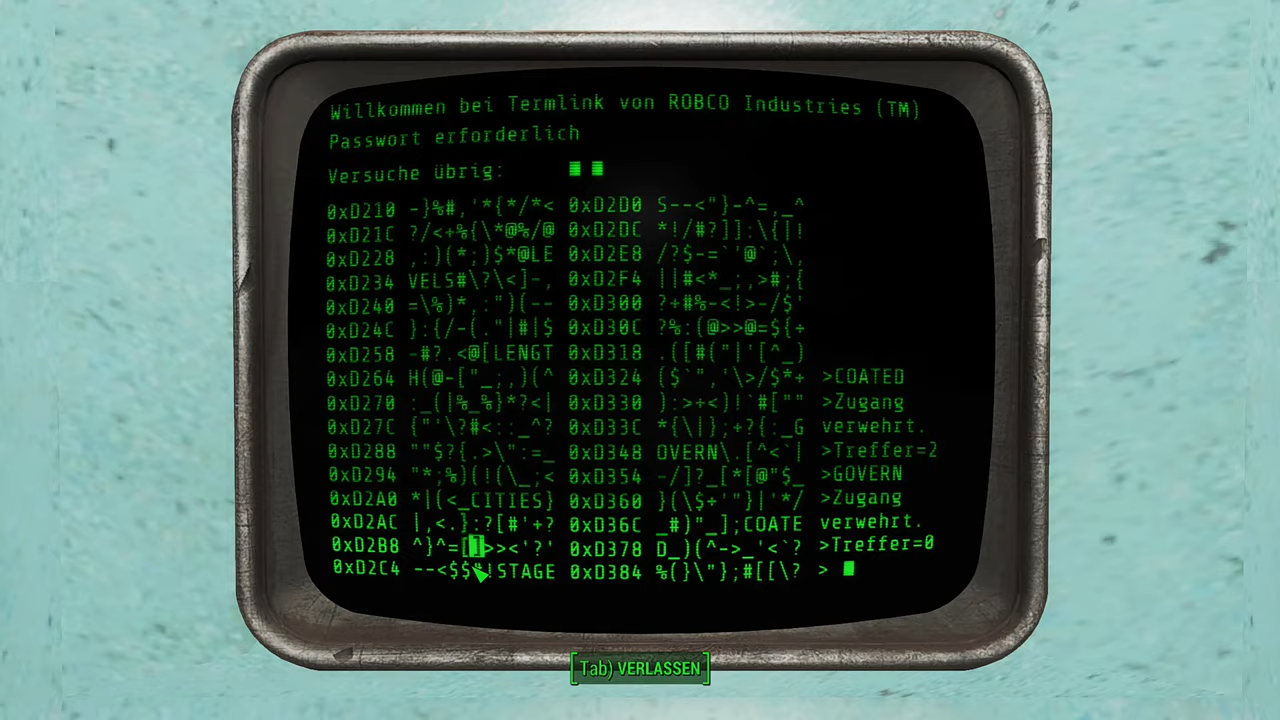 Willkommen bei Termlink von ROBCO Industries (TM)
Passwort erforderlich
Versuche übrig:
0xD210 -}%#,'*{*/*< 0xD2D0 S--<"}-^=,_^
0xD21C ?/<+%{\*@%/@ 0xD2DC *!/#?]]:\{|!
0xD228 ,:)(*;)$*@LE 0xD2E8 /?$-=`'@`;\,
0xD234 VELS#\?\<]-, 0xD2F4 ||#<*_;,>#;{
0xD240 =\%)*,:")(-- 0xD300 ?+#%-<!>-/$'
0xD24C }:{/-(."|#|$ 0xD30C ?%:(@>>@=${+
0xD258 -#?.<@[LENGT 0xD318 .([#("|'[^_)
0xD264 H(@-["_;,)(^ 0xD324 ($`",'\>/$*+ >COATED
0xD270 :_(|%_%}*?<| 0xD330 ):>+<)!`#["" >Zugang
0xD27C {"'\?#<::_^? 0xD33C *{\|};+?{:_G verwehrt.
0xD288 ""$?{.>\":=_ 0xD348 OVERN\.[^<`| >Treffer=2
0xD294 "*;%)(!(\_;< 0xD354 -/]?_[*[@"$_ >GOVERN
0xD2A0 *|(<_CITIES} 0xD360 }(\$+'"}|'*/ >Zugang
0xD2AC |,<.}:?[#'+? 0xD36C _#)"_];COATE verwehrt.
0xD2B8 ^}^=[]>><'?' 0xD378 D_)(^->_'<`? >Treffer=0
0xD2C4 --<$$"!STAGE 0xD384 %(}\"};#[[\? >
Tab) VERLASSEN